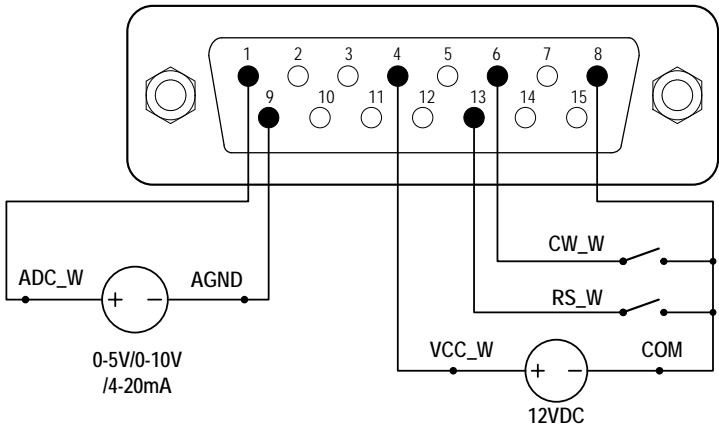 1 2 3 4 5 6 7 8
9 10 11 12 13 14 15
CW_W
ADC_W AGND
RS_W
+ −
0-5V/0-10V
/4-20mA
VCC_W COM
+ −
12VDC